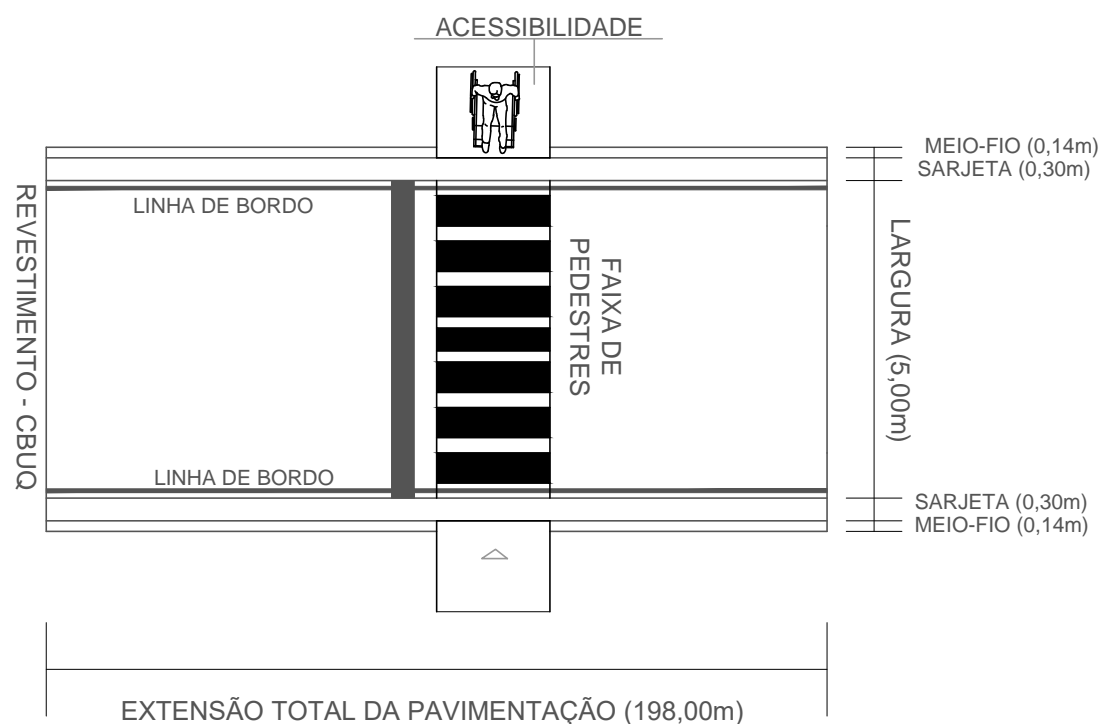 ACESSIBILIDADE
MEIO-FIO (0,14m)
SARJETA (0,30m)
REVESTIMENTO - CBUQ
LINHA DE BORDO
FAIXA DE
PEDESTRES
LARGURA (5,00m)
LINHA DE BORDO
SARJETA (0,30m)
MEIO-FIO (0,14m)
EXTENSÃO TOTAL DA PAVIMENTAÇÃO (198,00m)